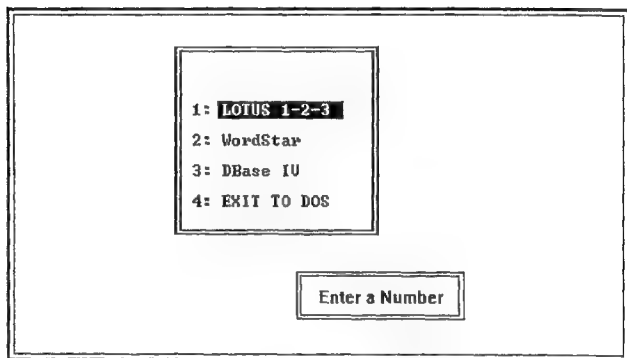 1: LOTUS 1-2-3
2: WordStar
3: DBase IV
4: EXIT TO DOS
Enter a Number